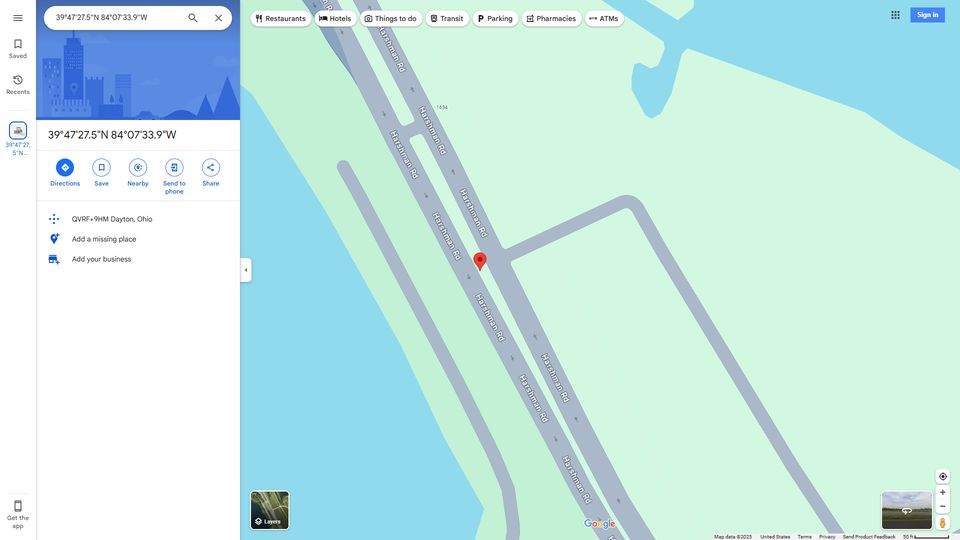 39°47'27.5"N 84°07'33.9"W
Restaurants
Hotels
Things to do
Transit
Parking
Pharmacies
ATMs
Sign in
Saved
Recents
39°47'27.
5"N...
39°47'27.5"N 84°07'33.9"W
Directions
Save
Nearby
Send to
phone
Share
QVRF+9HM Dayton, Ohio
Add a missing place
Add your business
Get the
app
Harshman Rd
Harshman Rd
1634
Harshman Rd
Harshman Rd
Harshman Rd
Harshman Rd
Harshman Rd
Harshman Rd
Harshman Rd
Harshman Rd
Layers
Google
Map data ©2025
United States
Terms
Privacy
Send Product Feedback
50 ft